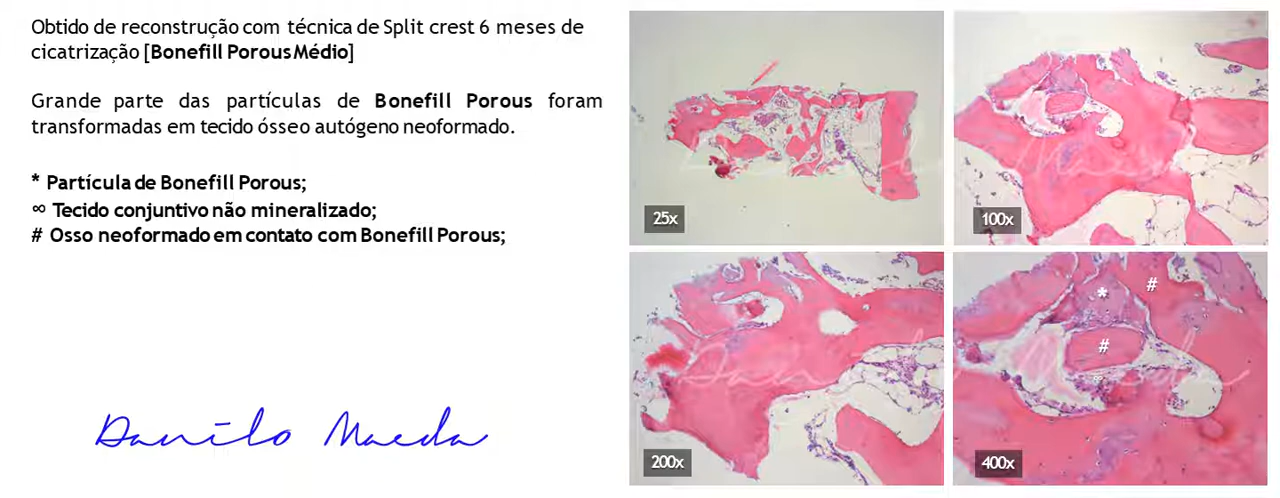 Obtido de reconstrução com técnica de Split crest 6 meses de
cicatrização [Bonefill Porous Médio]
Grande parte das partículas de Bonefill Porous foram
transformadas em tecido ósseo autógeno neoformado.
* Partícula de Bonefill Porous;
∞ Tecido conjuntivo não mineralizado;
# Osso neoformado em contato com Bonefill Porous;
Danilo Maeda
25x
100x
200x
* #
#
∞
400x